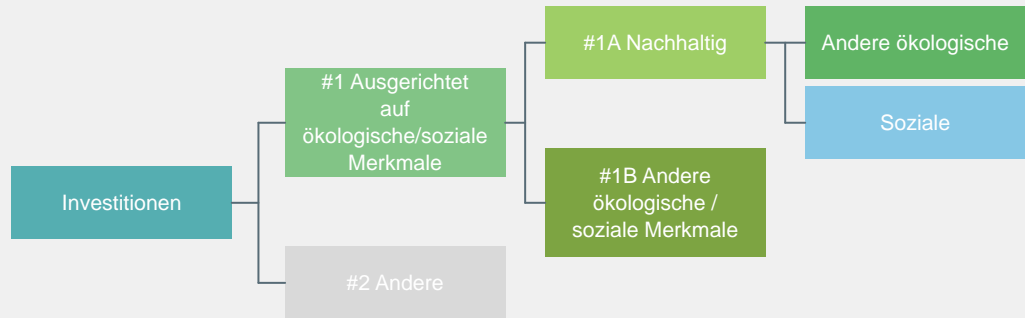 Investitionen
#1 Ausgerichtet
auf
ökologische/soziale
Merkmale
#2 Andere
#1A Nachhaltig
#1B Andere
ökologische /
soziale Merkmale
Andere ökologische
Soziale